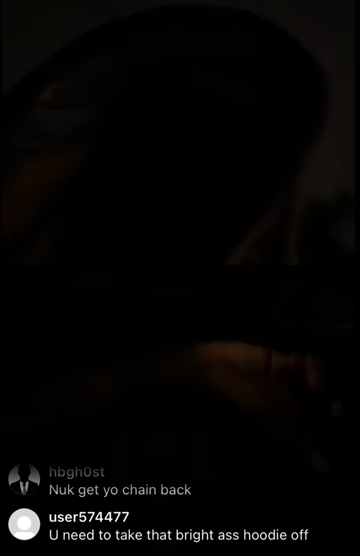 hbgh0st
Nuk get yo chain back
user574477
U need to take that bright ass hoodie off